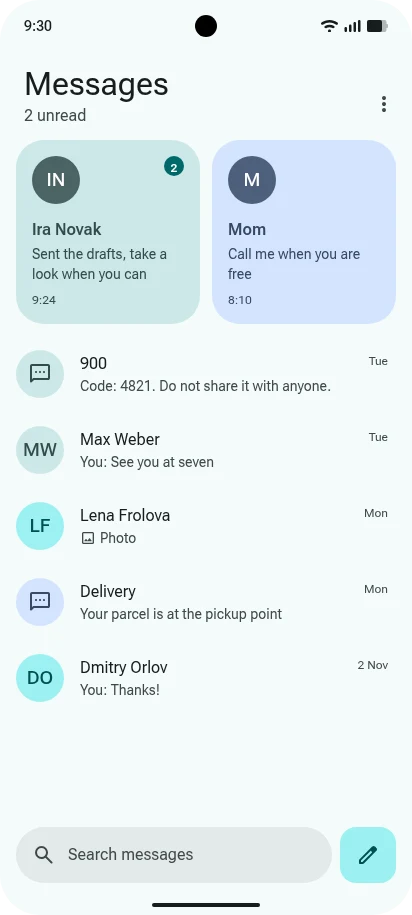 9:30
Messages
2 unread
IN
2
Ira Novak
Sent the drafts, take a
look when you can
9:24
M
Mom
Call me when you are
free
8:10
900
Tue
Code: 4821. Do not share it with anyone.
MW
Max Weber
Tue
You: See you at seven
LF
Lena Frolova
Mon
Photo
Delivery
Mon
Your parcel is at the pickup point
DO
Dmitry Orlov
2 Nov
You: Thanks!
Search messages